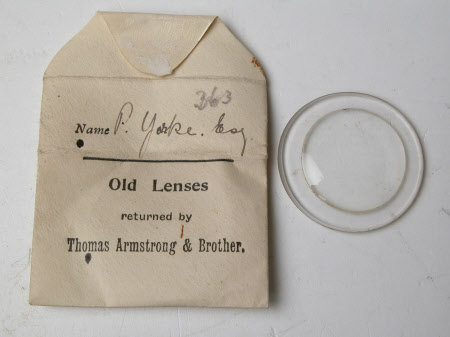 363
Name P. Yorke. Esq
Old Lenses
returned by
Thomas Armstrong & Brother.